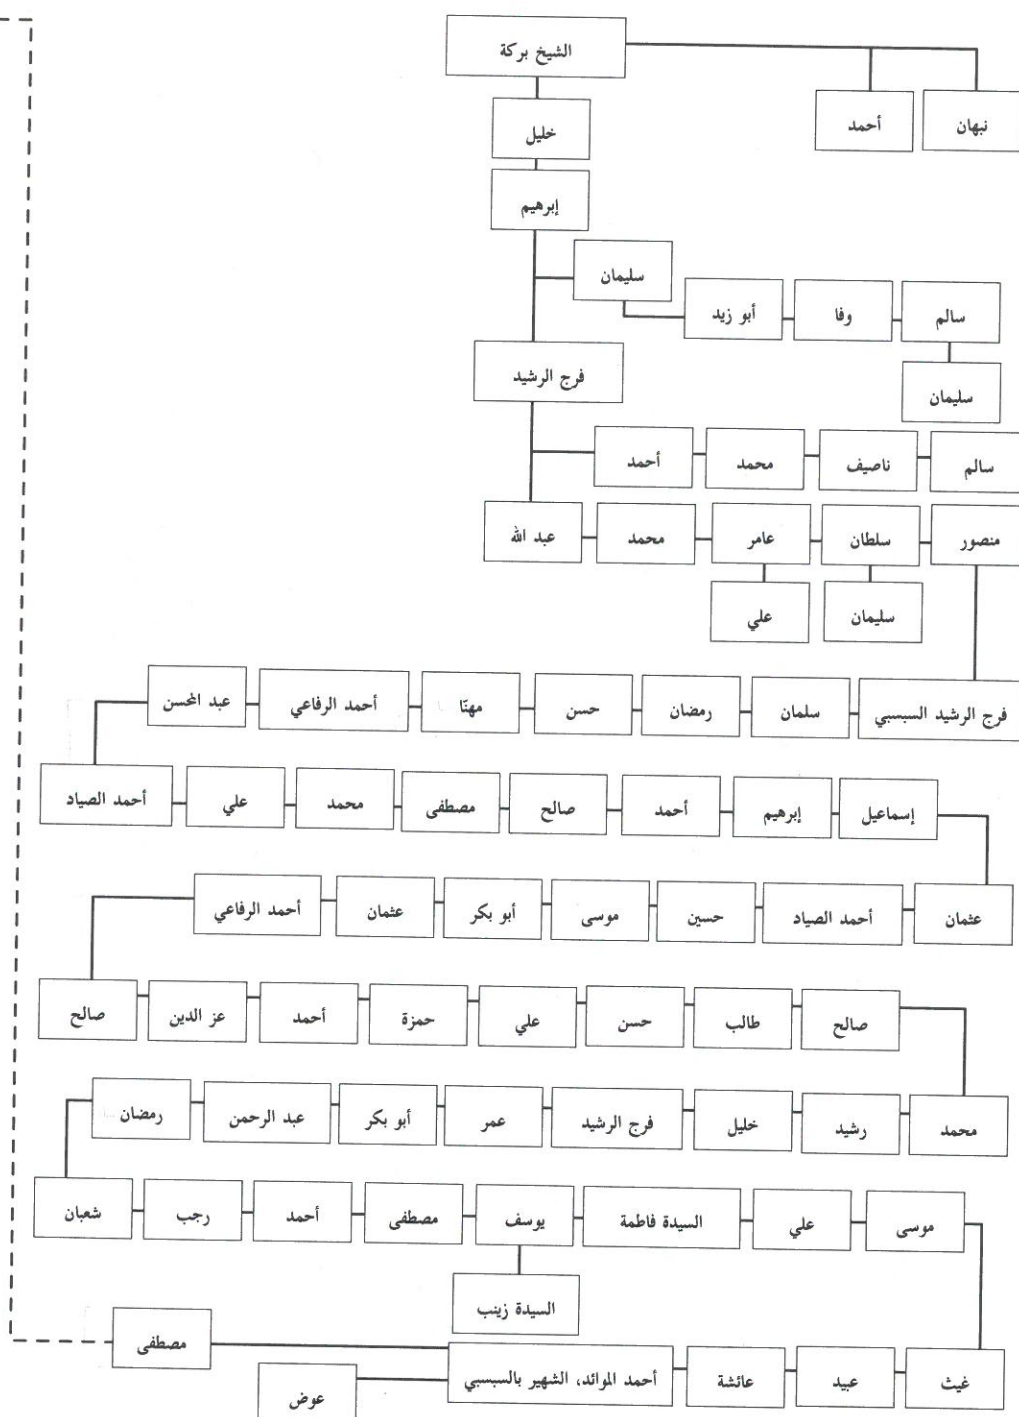 الشيخ بركة
نبهان
أحمد
خليل
إبرهيم
سليمان
سالم
وفا
أبو زيد
فرج الرشيد
سليمان
سالم
ناصيف
محمد
أحمد
منصور
سلطان
عامر
محمد
عبد الله
سليمان
علي
فرج الرشيد السبسبي
سلمان
رمضان
حسن
مهنّا
أحمد الرفاعي
عبد المحسن
إسماعيل
إبرهيم
أحمد
صالح
مصطفى
محمد
علي
أحمد الصياد
عثمان
أحمد الصياد
حسين
موسى
أبو بكر
عثمان
أحمد الرفاعي
صالح
طالب
حسن
علي
حمزة
أحمد
عز الدين
صالح
محمد
رشيد
خليل
فرج الرشيد
عمر
أبو بكر
عبد الرحمن
رمضان
موسى
علي
السيدة فاطمة
يوسف
مصطفى
أحمد
رجب
شعبان
السيدة زينب
مصطفى
غيث
عبيد
عائشة
أحمد الموائد، الشهير بالسبسبي
عوض